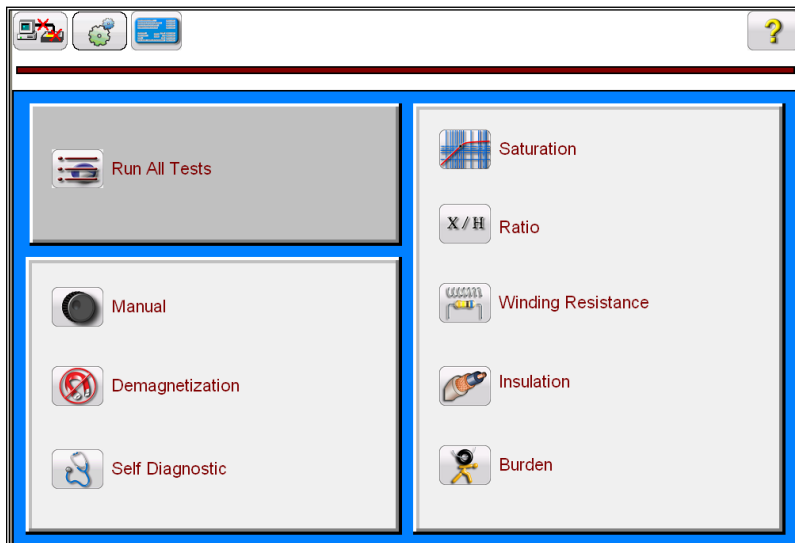 ?
Run All Tests
Manual
Demagnetization
Self Diagnostic
Saturation
X / H
Ratio
Winding Resistance
Insulation
Burden